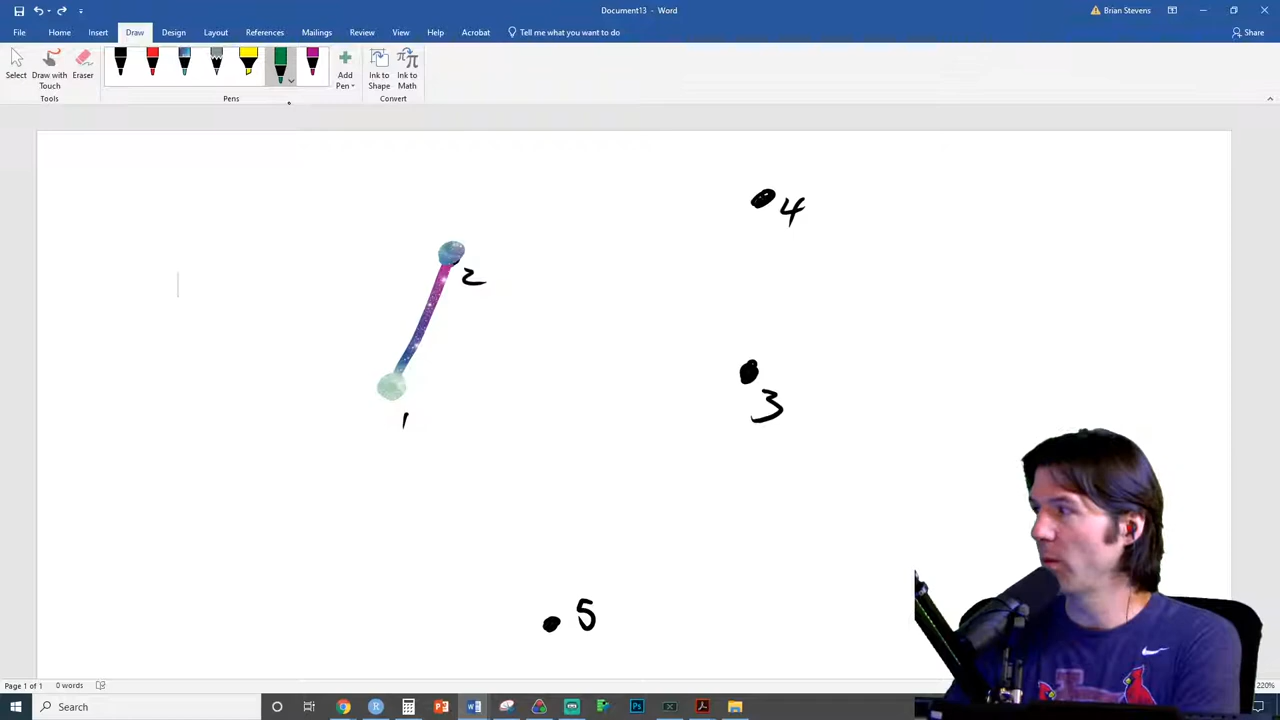 Document13 - Word
Brian Stevens
File Home Insert Draw Design Layout References Mailings Review View Help Acrobat Tell me what you want to do Share
Select Draw with Touch Eraser Add Pen Ink to Shape Ink to Math
Tools Pens Convert
4
2
1
3
5
Page 1 of 1 0 words 220%
Search